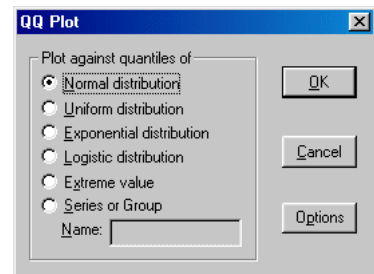 QQ Plot
Plot against quantiles of
Normal distribution
Uniform distribution
Exponential distribution
Logistic distribution
Extreme value
Series or Group
Name:
OK
Cancel
Options